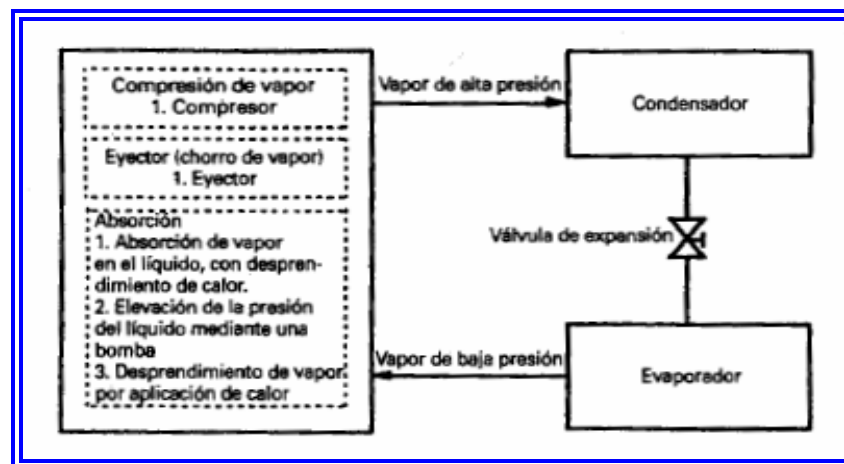 Compresión de vapor
1. Compresor
Eyector (chorro de vapor)
1. Eyector
Absorción
1. Absorción de vapor
en el líquido, con despren-
dimiento de calor.
2. Elevación de la presión
del líquido mediante una
bomba
3. Desprendimiento de vapor
por aplicación de calor
Vapor de alta presión
Condensador
Válvula de expansión
Vapor de baja presión
Evaporador